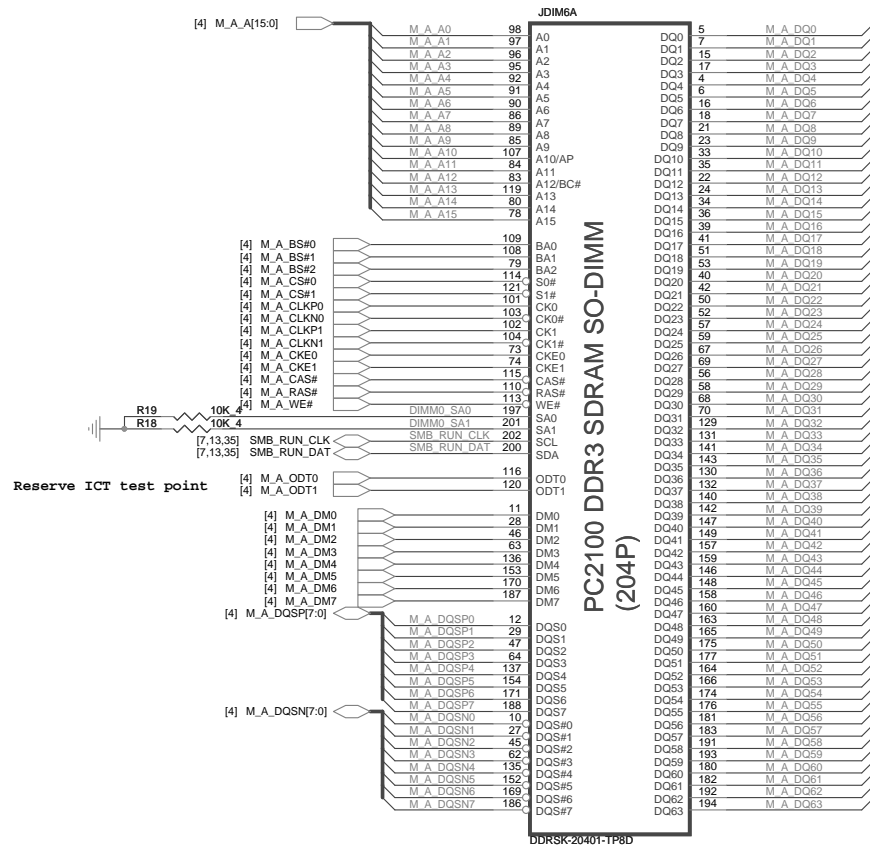 JDIM6A
[4] M_A_A[15:0]
M_A_A0 98 A0 DQ0 5 M_A_DQ0
M_A_A1 97 A1 DQ1 7 M_A_DQ1
M_A_A2 96 A2 DQ2 15 M_A_DQ2
M_A_A3 95 A3 DQ3 17 M_A_DQ3
M_A_A4 92 A4 DQ4 4 M_A_DQ4
M_A_A5 91 A5 DQ5 6 M_A_DQ5
M_A_A6 90 A6 DQ6 16 M_A_DQ6
M_A_A7 86 A7 DQ7 18 M_A_DQ7
M_A_A8 89 A8 DQ8 21 M_A_DQ8
M_A_A9 85 A9 DQ9 23 M_A_DQ9
M_A_A10 107 A10/AP DQ10 33 M_A_DQ10
M_A_A11 84 A11 DQ11 35 M_A_DQ11
M_A_A12 83 A12/BC# DQ12 22 M_A_DQ12
M_A_A13 119 A13 DQ13 24 M_A_DQ13
M_A_A14 80 A14 DQ14 34 M_A_DQ14
M_A_A15 78 A15 DQ15 36 M_A_DQ15
DQ16 39 M_A_DQ16
[4] M_A_BS#0 109 BA0 DQ17 41 M_A_DQ17
[4] M_A_BS#1 108 BA1 DQ18 51 M_A_DQ18
[4] M_A_BS#2 79 BA2 DQ19 53 M_A_DQ19
[4] M_A_CS#0 114 S0# DQ20 40 M_A_DQ20
[4] M_A_CS#1 121 S1# DQ21 42 M_A_DQ21
[4] M_A_CLKP0 101 CK0 DQ22 50 M_A_DQ22
[4] M_A_CLKN0 103 CK0# DQ23 52 M_A_DQ23
[4] M_A_CLKP1 102 CK1 DQ24 57 M_A_DQ24
[4] M_A_CLKN1 104 CK1# DQ25 59 M_A_DQ25
[4] M_A_CKE0 73 CKE0 DQ26 67 M_A_DQ26
[4] M_A_CKE1 74 CKE1 DQ27 69 M_A_DQ27
[4] M_A_CAS# 115 CAS# DQ28 56 M_A_DQ28
[4] M_A_RAS# 110 RAS# DQ29 58 M_A_DQ29
[4] M_A_WE# 113 WE# DQ30 68 M_A_DQ30
R19 10K_4 DIMM0_SA0 197 SA0 DQ31 70 M_A_DQ31
R18 10K_4 DIMM0_SA1 201 SA1 DQ32 129 M_A_DQ32
[7,13,35] SMB_RUN_CLK SMB_RUN_CLK 202 SCL DQ33 131 M_A_DQ33
[7,13,35] SMB_RUN_DAT SMB_RUN_DAT 200 SDA DQ34 141 M_A_DQ34
DQ35 143 M_A_DQ35
[4] M_A_ODT0 116 ODT0 DQ36 130 M_A_DQ36
Reserve ICT test point
[4] M_A_ODT1 120 ODT1 DQ37 132 M_A_DQ37
DQ38 140 M_A_DQ38
[4] M_A_DM0 11 DM0 DQ39 142 M_A_DQ39
[4] M_A_DM1 28 DM1 DQ40 147 M_A_DQ40
[4] M_A_DM2 46 DM2 DQ41 149 M_A_DQ41
[4] M_A_DM3 63 DM3 DQ42 157 M_A_DQ42
[4] M_A_DM4 136 DM4 DQ43 159 M_A_DQ43
[4] M_A_DM5 153 DM5 DQ44 146 M_A_DQ44
[4] M_A_DM6 170 DM6 DQ45 148 M_A_DQ45
[4] M_A_DM7 187 DM7 DQ46 158 M_A_DQ46
[4] M_A_DQSP[7:0] DQ47 160 M_A_DQ47
M_A_DQSP0 12 DQS0 DQ48 163 M_A_DQ48
M_A_DQSP1 29 DQS1 DQ49 165 M_A_DQ49
M_A_DQSP2 47 DQS2 DQ50 175 M_A_DQ50
M_A_DQSP3 64 DQS3 DQ51 177 M_A_DQ51
M_A_DQSP4 137 DQS4 DQ52 164 M_A_DQ52
M_A_DQSP5 154 DQS5 DQ53 166 M_A_DQ53
M_A_DQSP6 171 DQS6 DQ54 174 M_A_DQ54
M_A_DQSP7 188 DQS7 DQ55 176 M_A_DQ55
[4] M_A_DQSN[7:0]
M_A_DQSN0 10 DQS#0 DQ56 181 M_A_DQ56
M_A_DQSN1 27 DQS#1 DQ57 183 M_A_DQ57
M_A_DQSN2 45 DQS#2 DQ58 191 M_A_DQ58
M_A_DQSN3 62 DQS#3 DQ59 193 M_A_DQ59
M_A_DQSN4 135 DQS#4 DQ60 180 M_A_DQ60
M_A_DQSN5 152 DQS#5 DQ61 182 M_A_DQ61
M_A_DQSN6 169 DQS#6 DQ62 192 M_A_DQ62
M_A_DQSN7 186 DQS#7 DQ63 194 M_A_DQ63
PC2100 DDR3 SDRAM SO-DIMM
(204P)
DDRSK-20401-TP8D